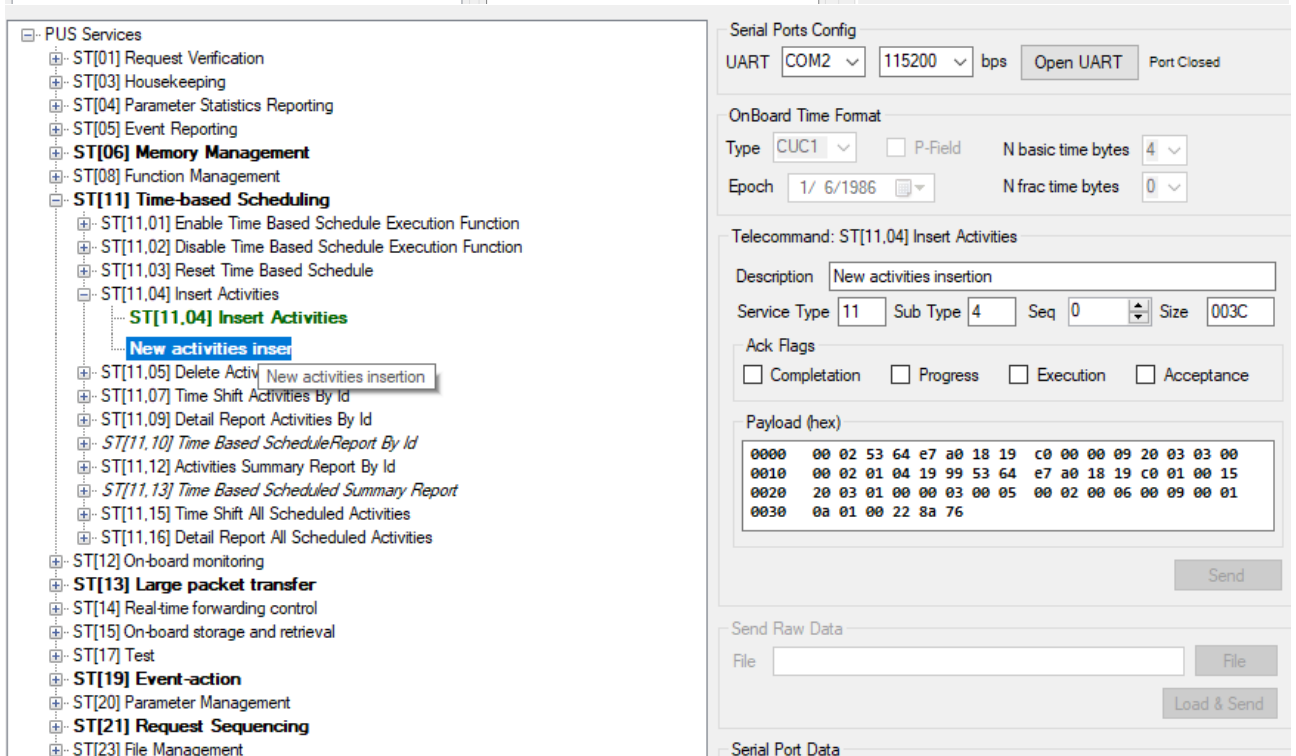 PUS Services
ST[01] Request Verification
ST[03] Housekeeping
ST[04] Parameter Statistics Reporting
ST[05] Event Reporting
ST[06] Memory Management
ST[08] Function Management
ST[11] Time-based Scheduling
ST[11,01] Enable Time Based Schedule Execution Function
ST[11,02] Disable Time Based Schedule Execution Function
ST[11,03] Reset Time Based Schedule
ST[11,04] Insert Activities
ST[11,04] Insert Activities
New activities inser
ST[11,05] Delete Activ
New activities insertion
ST[11,07] Time Shift Activities By Id
ST[11,09] Detail Report Activities By Id
ST[11,10] Time Based ScheduleReport By Id
ST[11,12] Activities Summary Report By Id
ST[11,13] Time Based Scheduled Summary Report
ST[11,15] Time Shift All Scheduled Activities
ST[11,16] Detail Report All Scheduled Activities
ST[12] On-board monitoring
ST[13] Large packet transfer
ST[14] Real-time forwarding control
ST[15] On-board storage and retrieval
ST[17] Test
ST[19] Event-action
ST[20] Parameter Management
ST[21] Request Sequencing
ST[23] File Management
Serial Ports Config
UART COM2 115200 bps Open UART Port Closed
OnBoard Time Format
Type CUC1 P-Field N basic time bytes 4
Epoch 1/ 6/1986 N frac time bytes 0
Telecommand: ST[11,04] Insert Activities
Description New activities insertion
Service Type 11 Sub Type 4 Seq 0 Size 003C
Ack Flags
Completation Progress Execution Acceptance
Payload (hex)
0000 00 02 53 64 e7 a0 18 19 c0 00 00 09 20 03 03 00
0010 00 02 01 04 19 99 53 64 e7 a0 18 19 c0 01 00 15
0020 20 03 01 00 00 03 00 05 00 02 00 06 00 09 00 01
0030 0a 01 00 22 8a 76
Send
Send Raw Data
File File
Load & Send
Serial Port Data